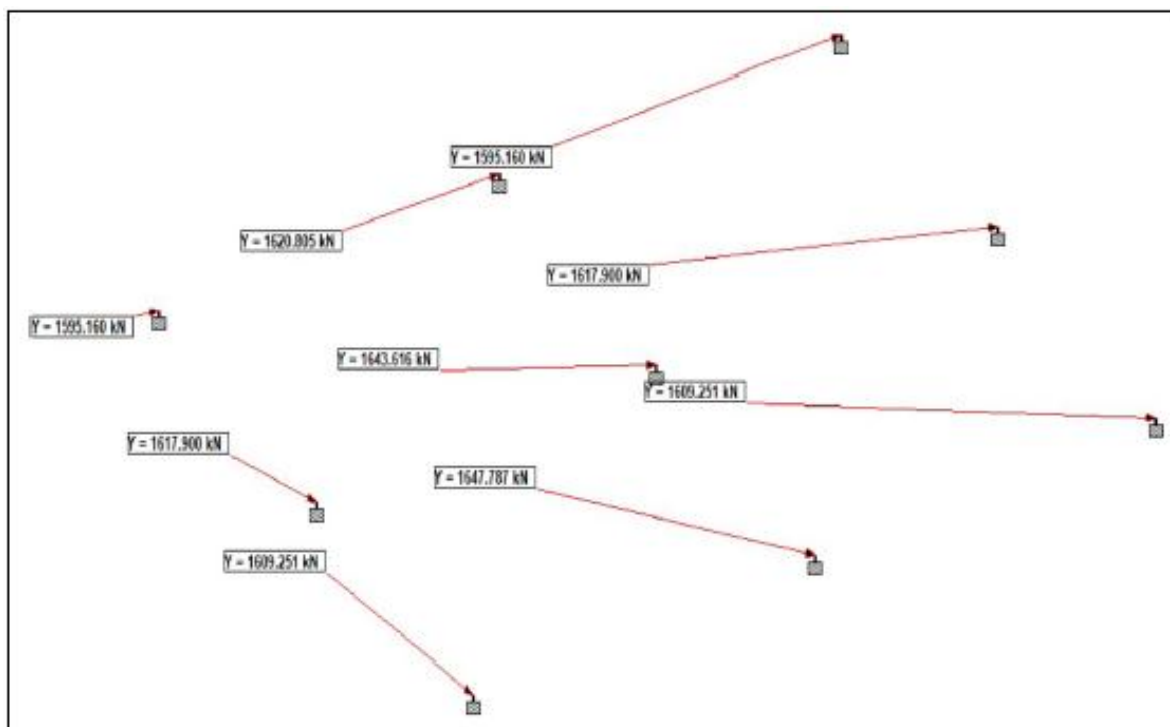 Y = 1595.160 kN
Y = 1620.805 kN
Y = 1617.900 kN
Y = 1595.160 kN
Y = 1643.616 kN
Y = 1609.251 kN
Y = 1617.900 kN
Y = 1647.787 kN
Y = 1609.251 kN